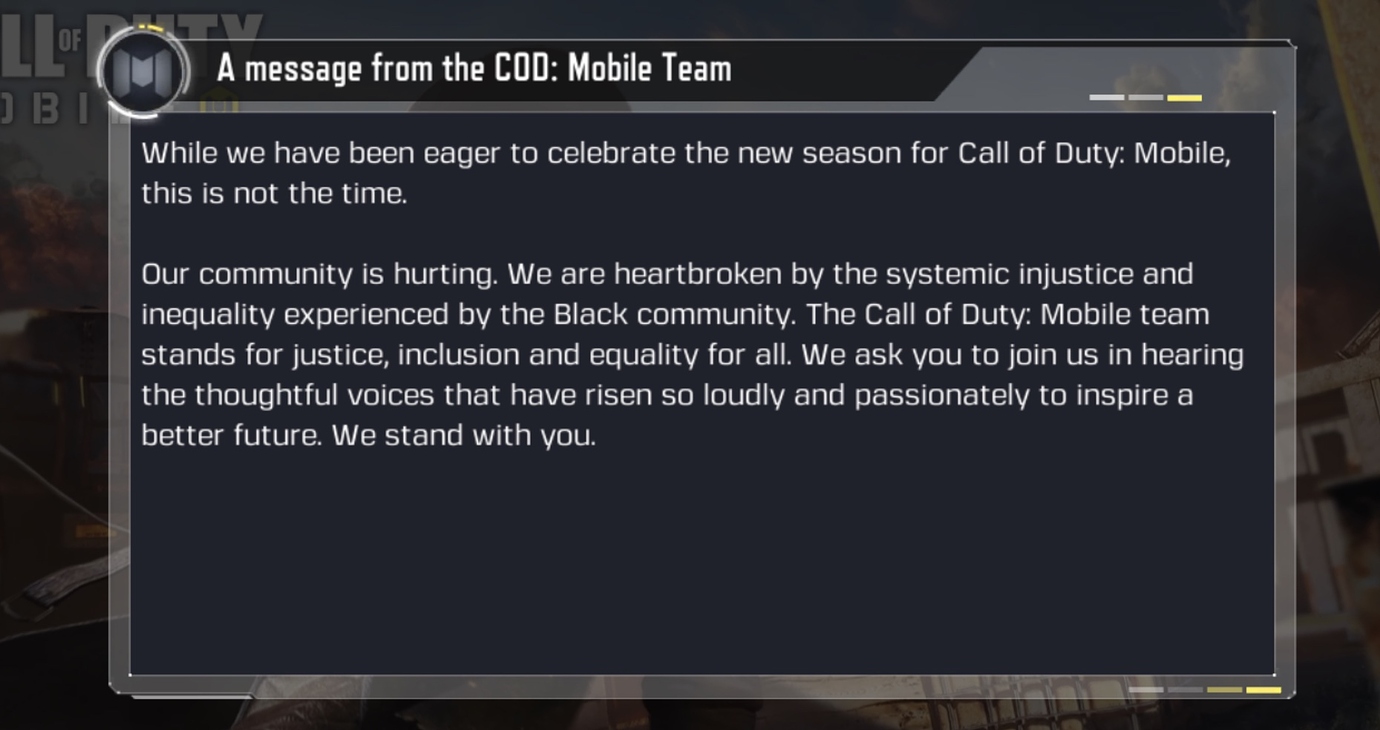 LL OF DUTY
OBI
A message from the COD: Mobile Team
While we have been eager to celebrate the new season for Call of Duty: Mobile,
this is not the time.
Our community is hurting. We are heartbroken by the systemic injustice and
inequality experienced by the Black community. The Call of Duty: Mobile team
stands for justice, inclusion and equality for all. We ask you to join us in hearing
the thoughtful voices that have risen so loudly and passionately to inspire a
better future. We stand with you.